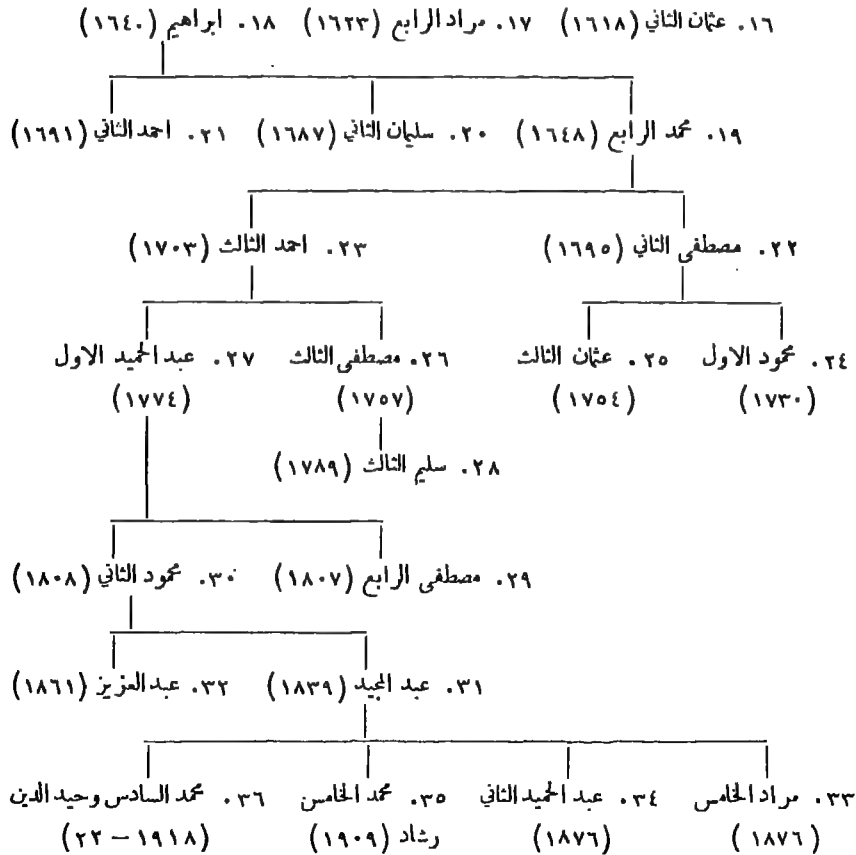 ١٦. عثمان الثاني (١٦١٨) ١٧. مراد الرابع (١٦٢٣) ١٨. ابراهيم (١٦٤٠)
١٩. محمد الرابع (١٦٤٨) ٢٠. سليمان الثاني (١٦٨٧) ٢١. احمد الثاني (١٦٩١)
٢٢. مصطفى الثاني (١٦٩٥) ٢٣. احمد الثالث (١٧٠٣)
٢٤. محمود الاول ٢٥. عثمان الثالث ٢٦. مصطفى الثالث ٢٧. عبد الحميد الاول
(١٧٣٠) (١٧٥٤) (١٧٥٧) (١٧٧٤)
٢٨. سليم الثالث (١٧٨٩)
٢٩. مصطفى الرابع (١٨٠٧) ٣٠. محمود الثاني (١٨٠٨)
٣١. عبد المجيد (١٨٣٩) ٣٢. عبد العزيز (١٨٦١)
٣٣. مراد الخامس ٣٤. عبد الحميد الثاني ٣٥. محمد الخامس ٣٦. محمد السادس وحيد الدين
(١٨٧٦) (١٨٧٦) رشاد (١٩٠٩) (١٩١٨ – ٢٢)